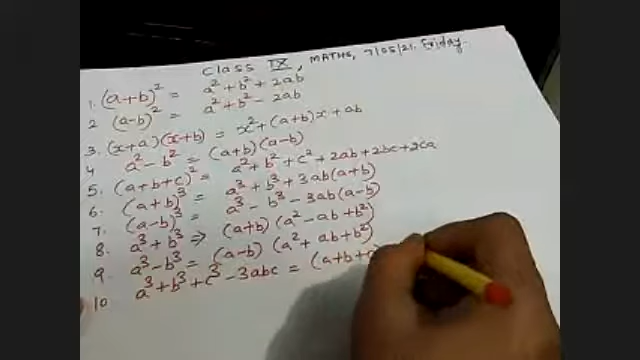 Class IX, MATHS, 7/05/21. Friday.
1. (a+b)² = a² + b² + 2ab
2 (a-b)² = a² + b² - 2ab
3. (x+a)(x+b) = x² + (a+b)x + ab
4 a² - b² = (a+b)(a-b)
5. (a+b+c)² = a² + b² + c² + 2ab + 2bc + 2ca
6. (a+b)³ = a³ + b³ + 3ab(a+b)
7. (a-b)³ = a³ - b³ - 3ab(a-b)
8. a³ + b³ => (a+b) (a² - ab + b²)
9. a³ - b³ = (a-b) (a² + ab + b²)
10 a³ + b³ + c³ - 3abc = (a+b+c)